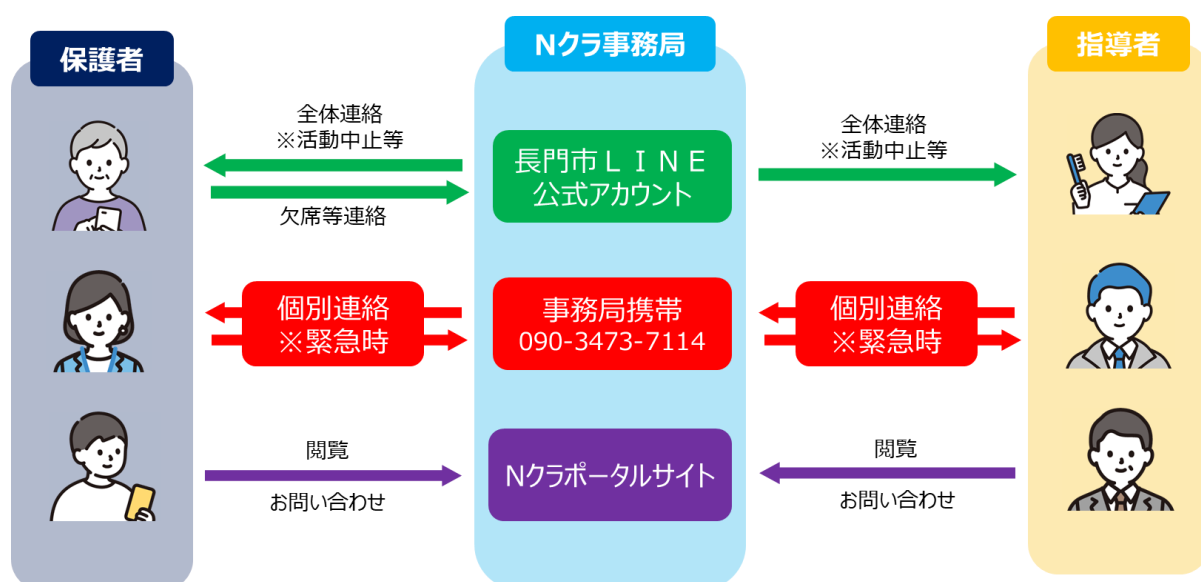 保護者
Nクラ事務局
指導者
全体連絡
※活動中止等
欠席等連絡
長門市LINE
公式アカウント
全体連絡
※活動中止等
個別連絡
※緊急時
事務局携帯
090-3473-7114
個別連絡
※緊急時
閲覧
お問い合わせ
Nクラポータルサイト
閲覧
お問い合わせ